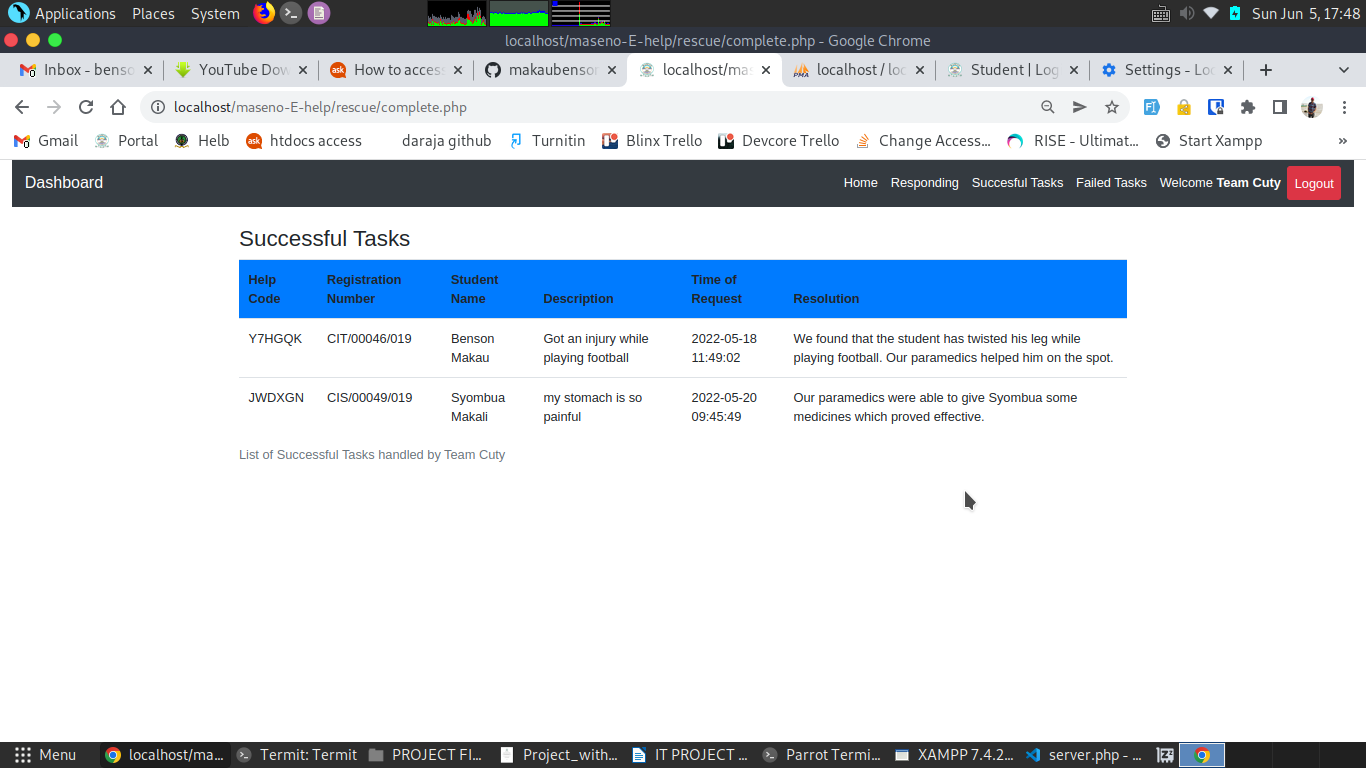 Applications Places System Sun Jun 5, 17:48
localhost/maseno-E-help/rescue/complete.php - Google Chrome
Inbox - benso YouTube Dow How to access makaubenson localhost/mas localhost / loc Student | Log Settings - Loc
localhost/maseno-E-help/rescue/complete.php
Gmail Portal Helb htdocs access daraja github Turnitin Blinx Trello Devcore Trello Change Access... RISE - Ultimat... Start Xampp »
Dashboard Home Responding Succesful Tasks Failed Tasks Welcome Team Cuty Logout
Successful Tasks
Help Registration Student Time of
Code Number Name Description Request Resolution
Y7HGQK CIT/00046/019 Benson Got an injury while 2022-05-18 We found that the student has twisted his leg while
Makau playing football 11:49:02 playing football. Our paramedics helped him on the spot.
JWDXGN CIS/00049/019 Syombua my stomach is so 2022-05-20 Our paramedics were able to give Syombua some
Makali painful 09:45:49 medicines which proved effective.
List of Successful Tasks handled by Team Cuty
Menu localhost/ma... Termit: Termit PROJECT FI... Project_with... IT PROJECT ... Parrot Termi... XAMPP 7.4.2... server.php - ...